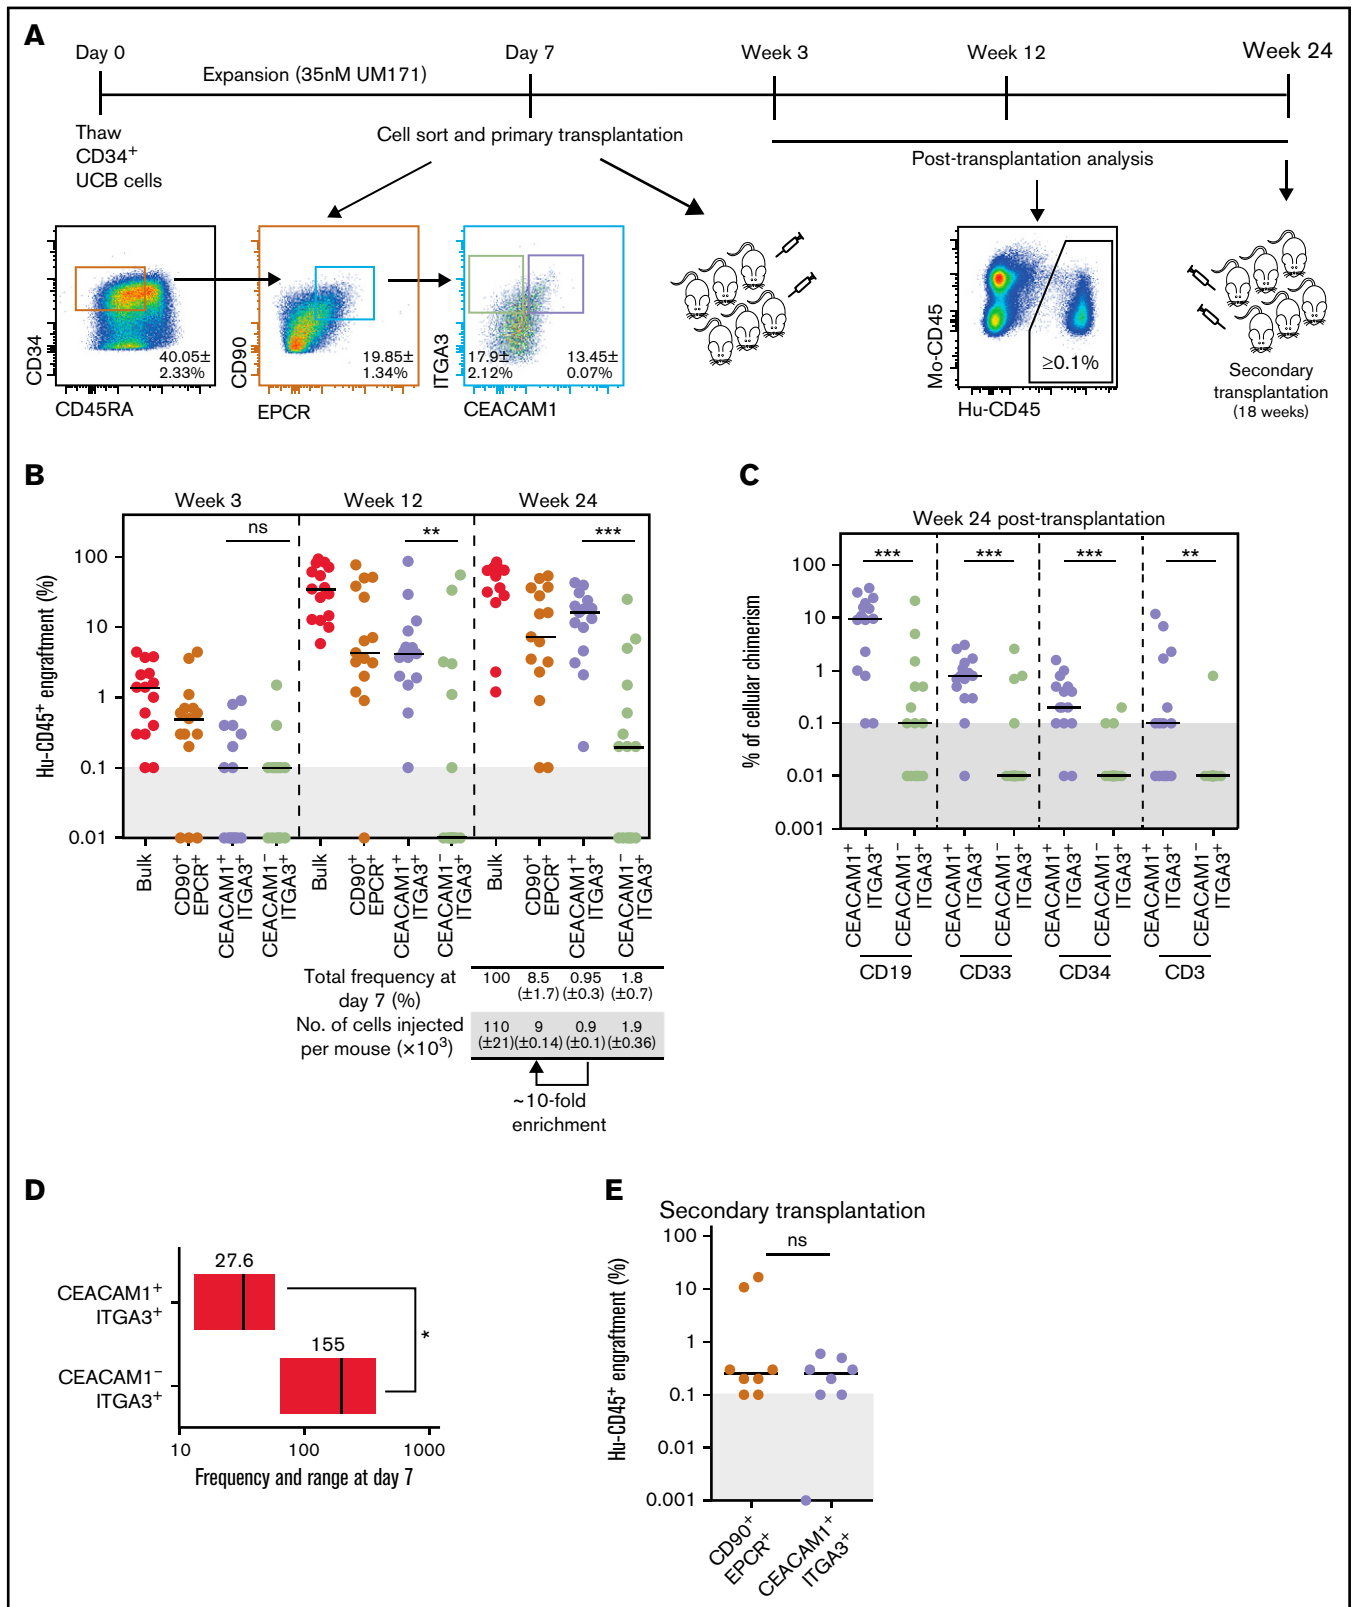 A
Day 0
Day 7
Week 3
Week 12
Week 24
Expansion (35nM UM171)
Thaw
CD34+
UCB cells
Cell sort and primary transplantation
Post-transplantation analysis
CD34
40.05±
2.33%
CD45RA
CD90
19.85±
1.34%
EPCR
ITGA3
17.9±
2.12%
13.45±
0.07%
CEACAM1
Mo-CD45
≥0.1%
Hu-CD45
Secondary
transplantation
(18 weeks)
B
Week 3
Week 12
Week 24
ns
**
***
Hu-CD45+ engraftment (%)
100
10
1
0.1
0.01
Bulk
CD90+
EPCR+
CEACAM1+
ITGA3+
CEACAM1−
ITGA3+
Bulk
CD90+
EPCR+
CEACAM1+
ITGA3+
CEACAM1−
ITGA3+
Bulk
CD90+
EPCR+
CEACAM1+
ITGA3+
CEACAM1−
ITGA3+
Total frequency at
day 7 (%)
100 8.5 0.95 1.8
(±1.7) (±0.3) (±0.7)
No. of cells injected
per mouse (×103)
110 9 0.9 1.9
(±21) (±0.14) (±0.1) (±0.36)
~10-fold
enrichment
C
Week 24 post-transplantation
***
***
***
**
% of cellular chimerism
100
10
1
0.1
0.01
0.001
CEACAM1+
ITGA3+
CEACAM1−
ITGA3+
CEACAM1+
ITGA3+
CEACAM1−
ITGA3+
CEACAM1+
ITGA3+
CEACAM1−
ITGA3+
CEACAM1+
ITGA3+
CEACAM1−
ITGA3+
CD19
CD33
CD34
CD3
D
27.6
CEACAM1+
ITGA3+
*
155
CEACAM1−
ITGA3+
10
100
1000
Frequency and range at day 7
E
Secondary transplantation
ns
Hu-CD45+ engraftment (%)
100
10
1
0.1
0.01
0.001
CD90+
EPCR+
CEACAM1+
ITGA3+